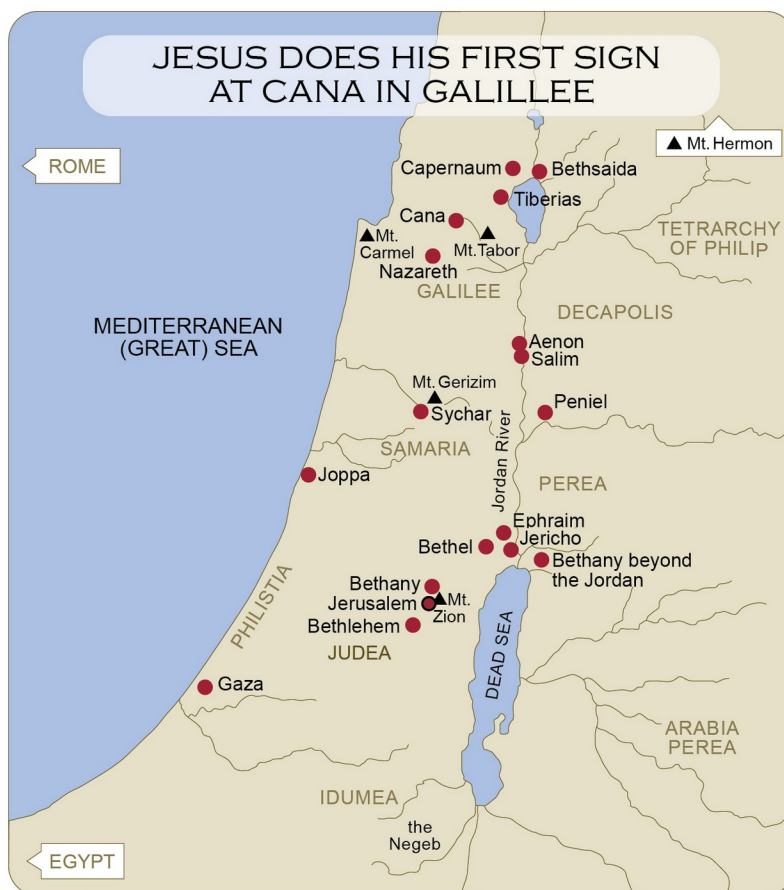 JESUS DOES HIS FIRST SIGN
AT CANA IN GALILLEE
Mt. Hermon
ROME
Capernaum
Bethsaida
Tiberias
Cana
Mt.
Carmel
Mt.Tabor
Nazareth
TETRARCHY
OF PHILIP
GALILEE
DECAPOLIS
MEDITERRANEAN
(GREAT) SEA
Aenon
Salim
Mt. Gerizim
Sychar
Peniel
SAMARIA
Jordan River
Joppa
PEREA
Ephraim
Jericho
Bethel
Bethany beyond
the Jordan
Bethany
Jerusalem
Mt.
Zion
Bethlehem
PHILISTIA
JUDEA
DEAD SEA
Gaza
ARABIA
PEREA
IDUMEA
the
Negeb
EGYPT